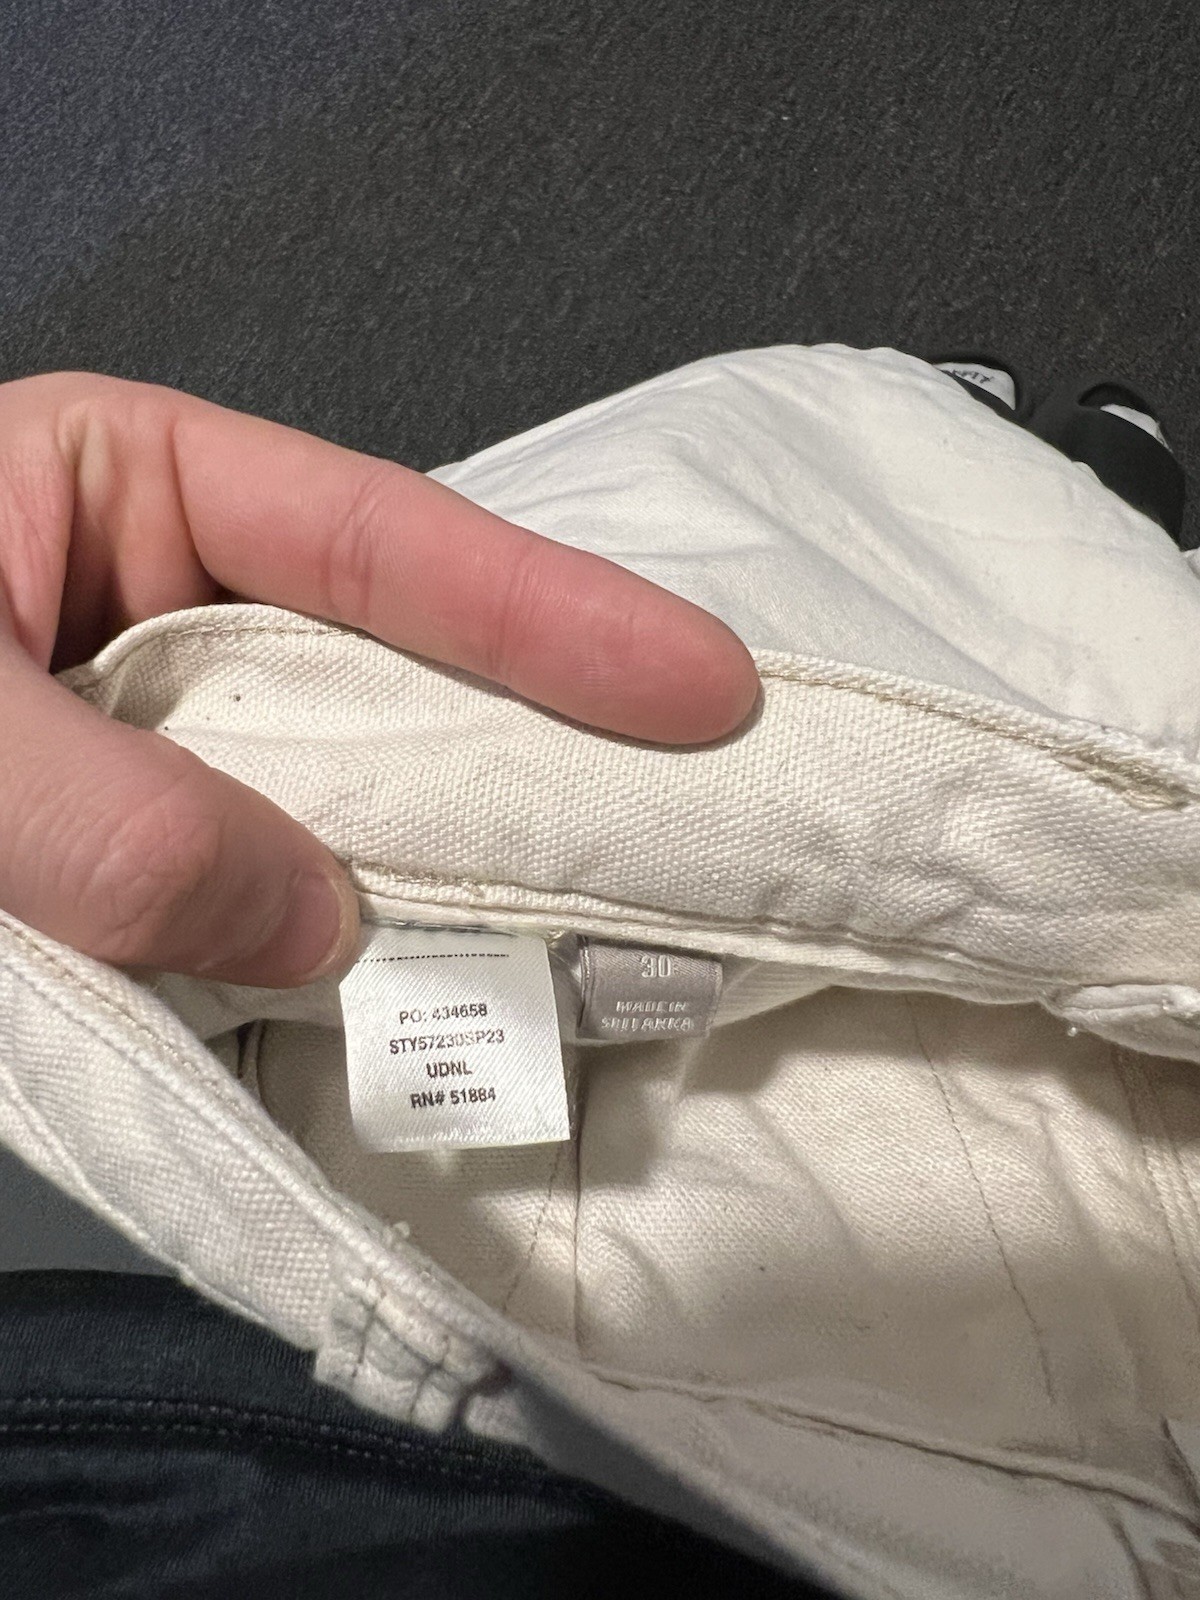 PO: 434658
STY57230SP23
UDNL
RN# 51884
30
MADE IN
SRI LANKA